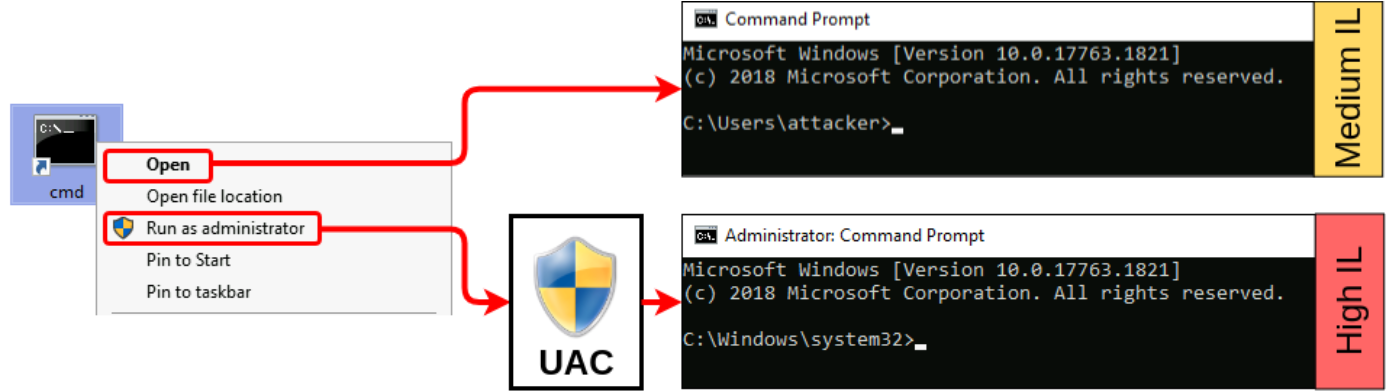 C:\_
cmd
Open
Open file location
Run as administrator
Pin to Start
Pin to taskbar
UAC
C:\.
Command Prompt
Microsoft Windows [Version 10.0.17763.1821]
(c) 2018 Microsoft Corporation. All rights reserved.
C:\Users\attacker>_
Medium IL
C:\.
Administrator: Command Prompt
Microsoft Windows [Version 10.0.17763.1821]
(c) 2018 Microsoft Corporation. All rights reserved.
C:\Windows\system32>_
High IL